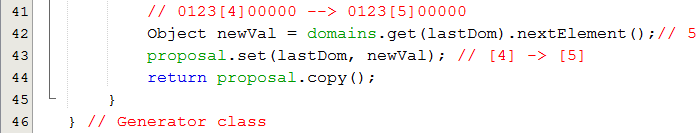 41 // 0123[4]00000 --> 0123[5]00000
42 Object newVal = domains.get(lastDom).nextElement();// 5
43 proposal.set(lastDom, newVal); // [4] -> [5]
44 return proposal.copy();
45 }
46 } // Generator class